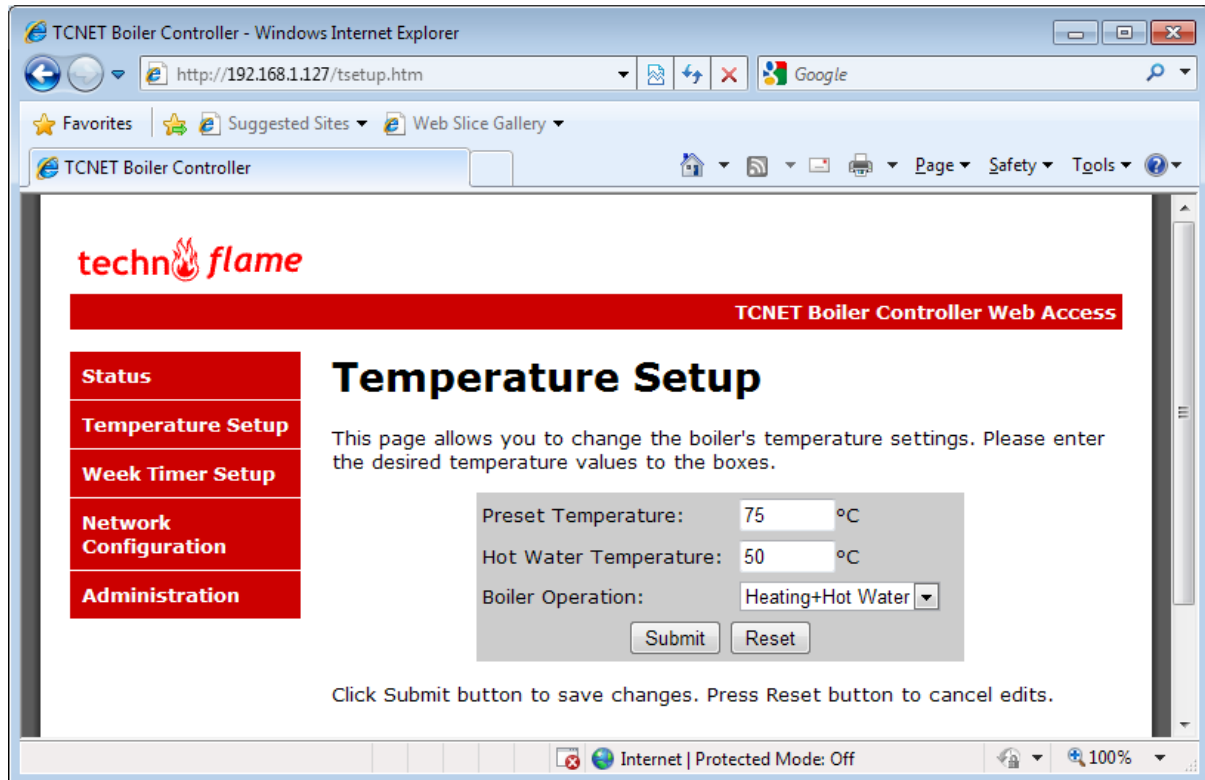 TCNET Boiler Controller - Windows Internet Explorer
http://192.168.1.127/tsetup.htm
Google
Favorites
Suggested Sites
Web Slice Gallery
TCNET Boiler Controller
Page
Safety
Tools
techn flame
TCNET Boiler Controller Web Access
Status
Temperature Setup
Week Timer Setup
Network
Configuration
Administration
Temperature Setup
This page allows you to change the boiler's temperature settings. Please enter
the desired temperature values to the boxes.
Preset Temperature: 75 °C
Hot Water Temperature: 50 °C
Boiler Operation: Heating+Hot Water
Submit Reset
Click Submit button to save changes. Press Reset button to cancel edits.
Internet | Protected Mode: Off
100%